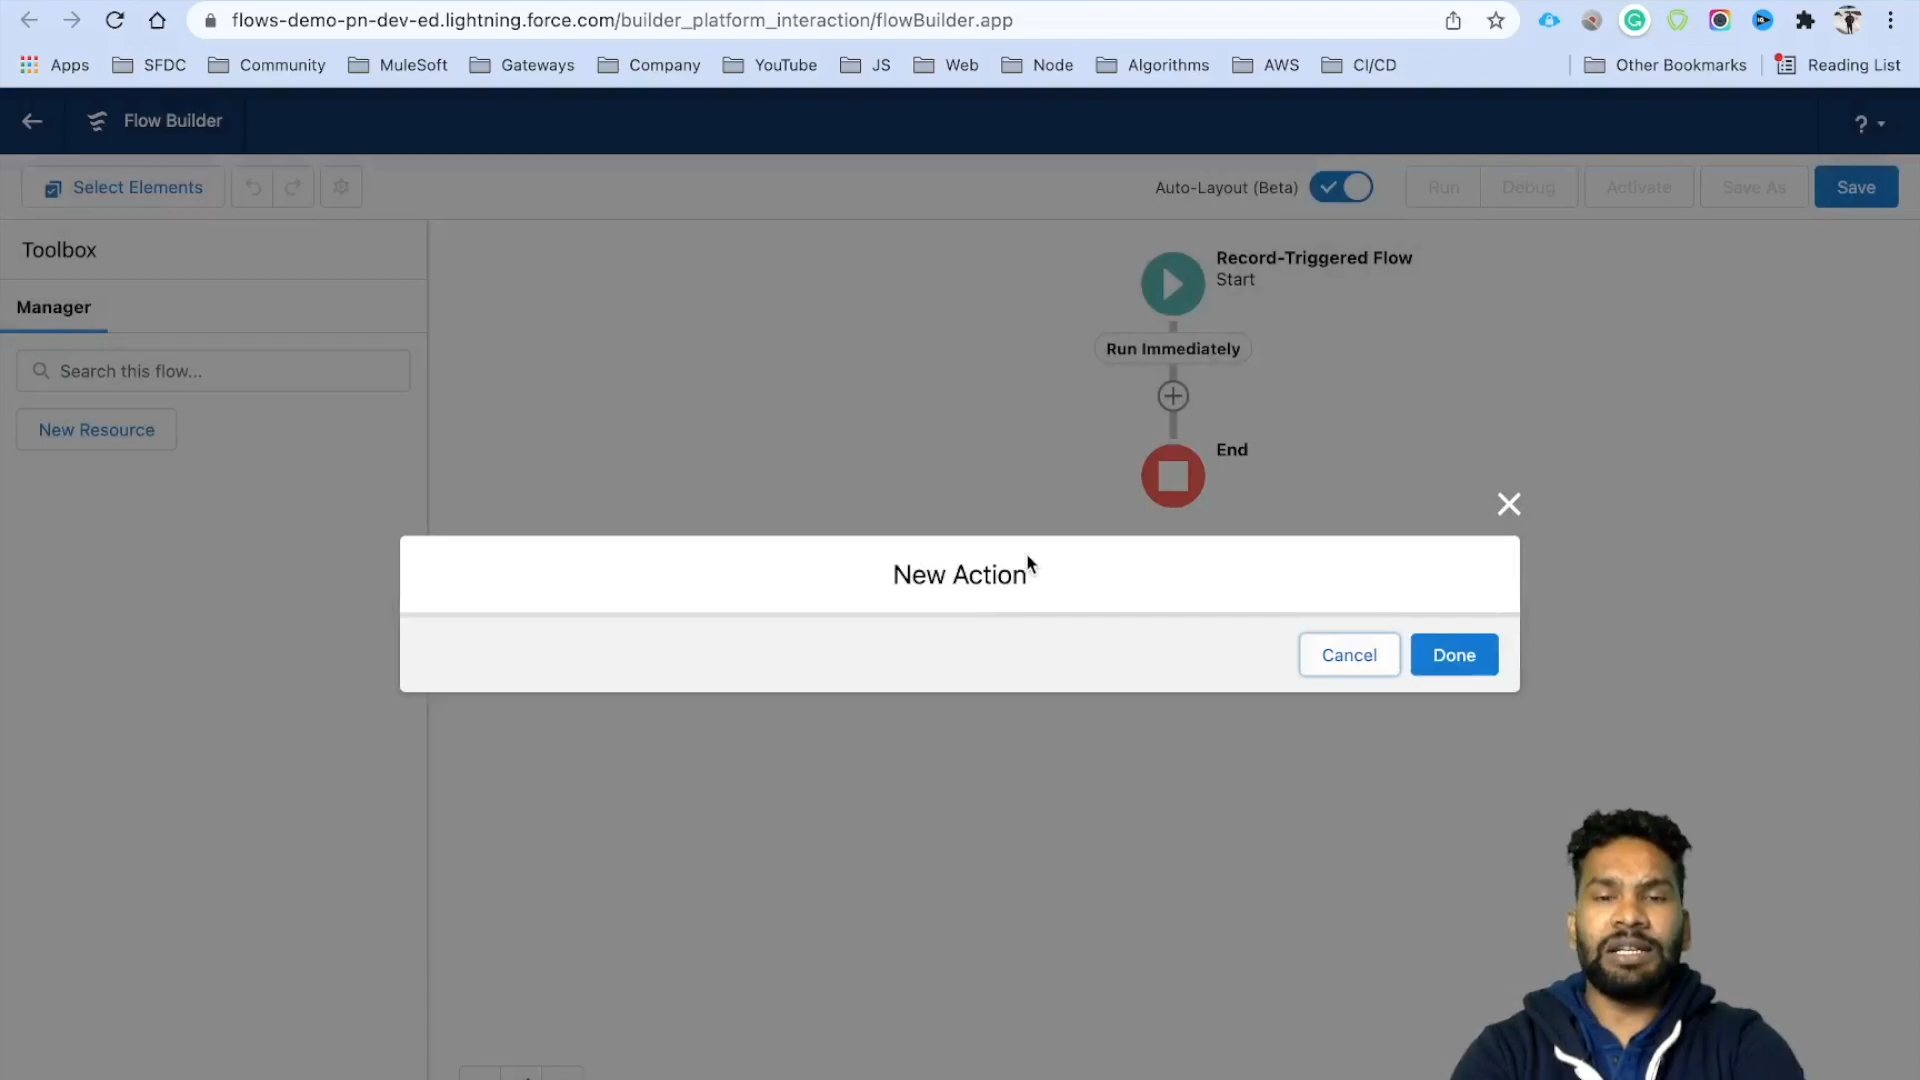 flows-demo-pn-dev-ed.lightning.force.com/builder_platform_interaction/flowBuilder.app
Apps SFDC Community MuleSoft Gateways Company YouTube JS Web Node Algorithms AWS CI/CD Other Bookmarks Reading List
Flow Builder ?
Select Elements Auto-Layout (Beta) Run Debug Activate Save As Save
Toolbox
Manager
Search this flow...
New Resource
Record-Triggered Flow
Start
Run Immediately
End
New Action
Cancel Done